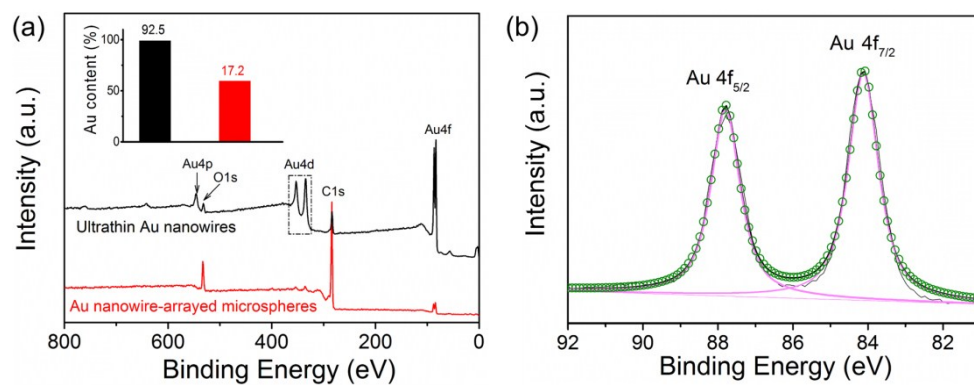 (a)
Au content (%)
100
50
0
92.5
17.2
Au4p
O1s
Au4d
C1s
Au4f
Ultrathin Au nanowires
Au nanowire-arrayed microspheres
Intensity (a.u.)
800 600 400 200 0
Binding Energy (eV)
(b)
Au 4f5/2
Au 4f7/2
Intensity (a.u.)
92 90 88 86 84 82
Binding Energy (eV)